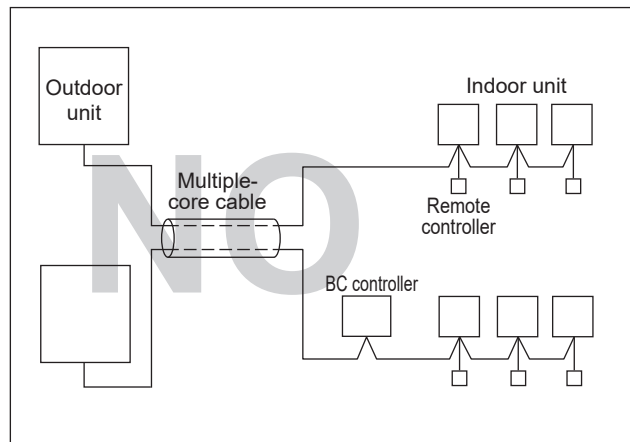 Outdoor
unit
Indoor unit
NO
Multiple-
core cable
Remote
controller
BC controller